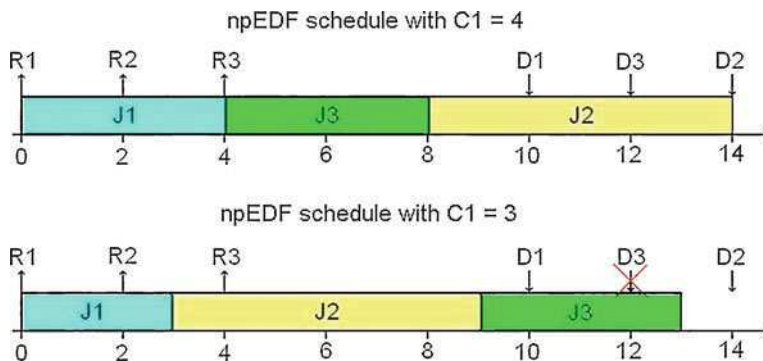 npEDF schedule with C1 = 4
R1 R2 R3 D1 D3 D2
J1 J3 J2
0 2 4 6 8 10 12 14
npEDF schedule with C1 = 3
R1 R2 R3 D1 D3 D2
J1 J2 J3
0 2 4 6 8 10 12 14